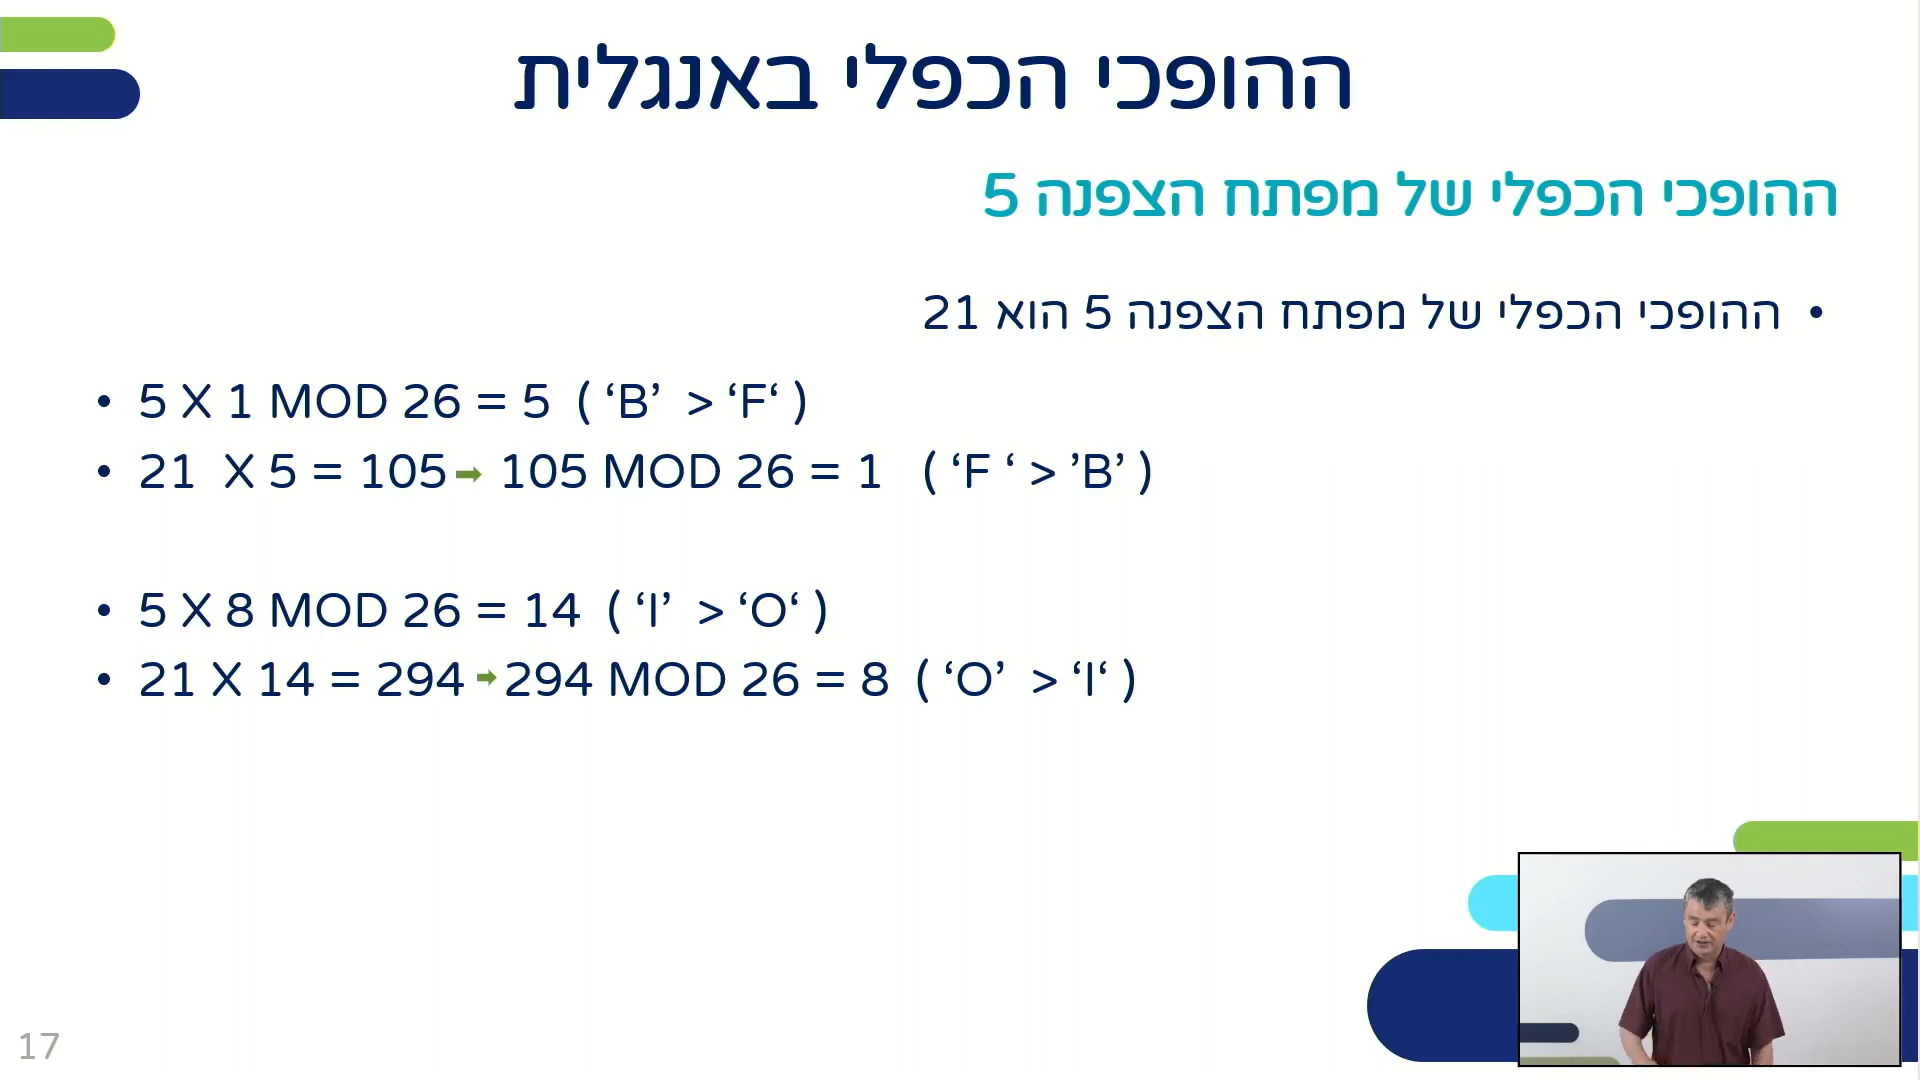 ההופכי הכפלי באנגלית
ההופכי הכפלי של מפתח הצפנה 5
• ההופכי הכפלי של מפתח הצפנה 5 הוא 21
• 5 X 1 MOD 26 = 5 ( ‘B’ > ‘F‘ )
• 21 X 5 = 105 ➡ 105 MOD 26 = 1 ( ‘F ‘ > ’B’ )
• 5 X 8 MOD 26 = 14 ( ‘I’ > ‘O‘ )
• 21 X 14 = 294 ➡ 294 MOD 26 = 8 ( ‘O’ > ‘I‘ )
17